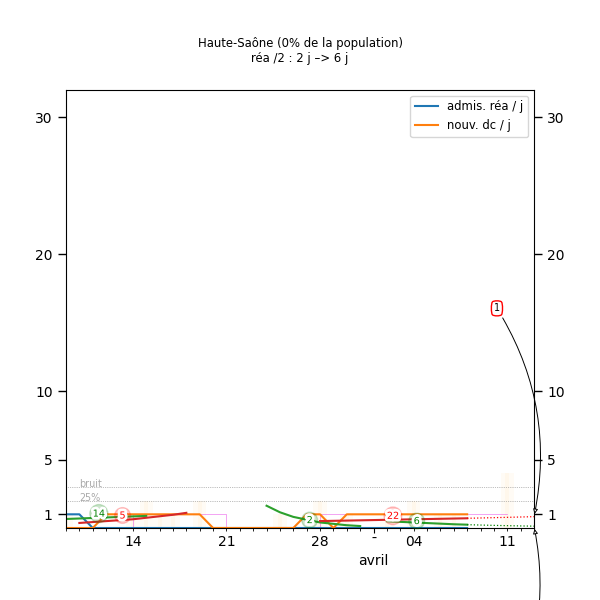 Haute-Saône (0% de la population)
réa /2 : 2 j –> 6 j
admis. réa / j
nouv. dc / j
30 30
20 20
1
10 10
5 5
bruit
25%
1 14 5 2 22 6 1
14 21 28 - 04 11
avril